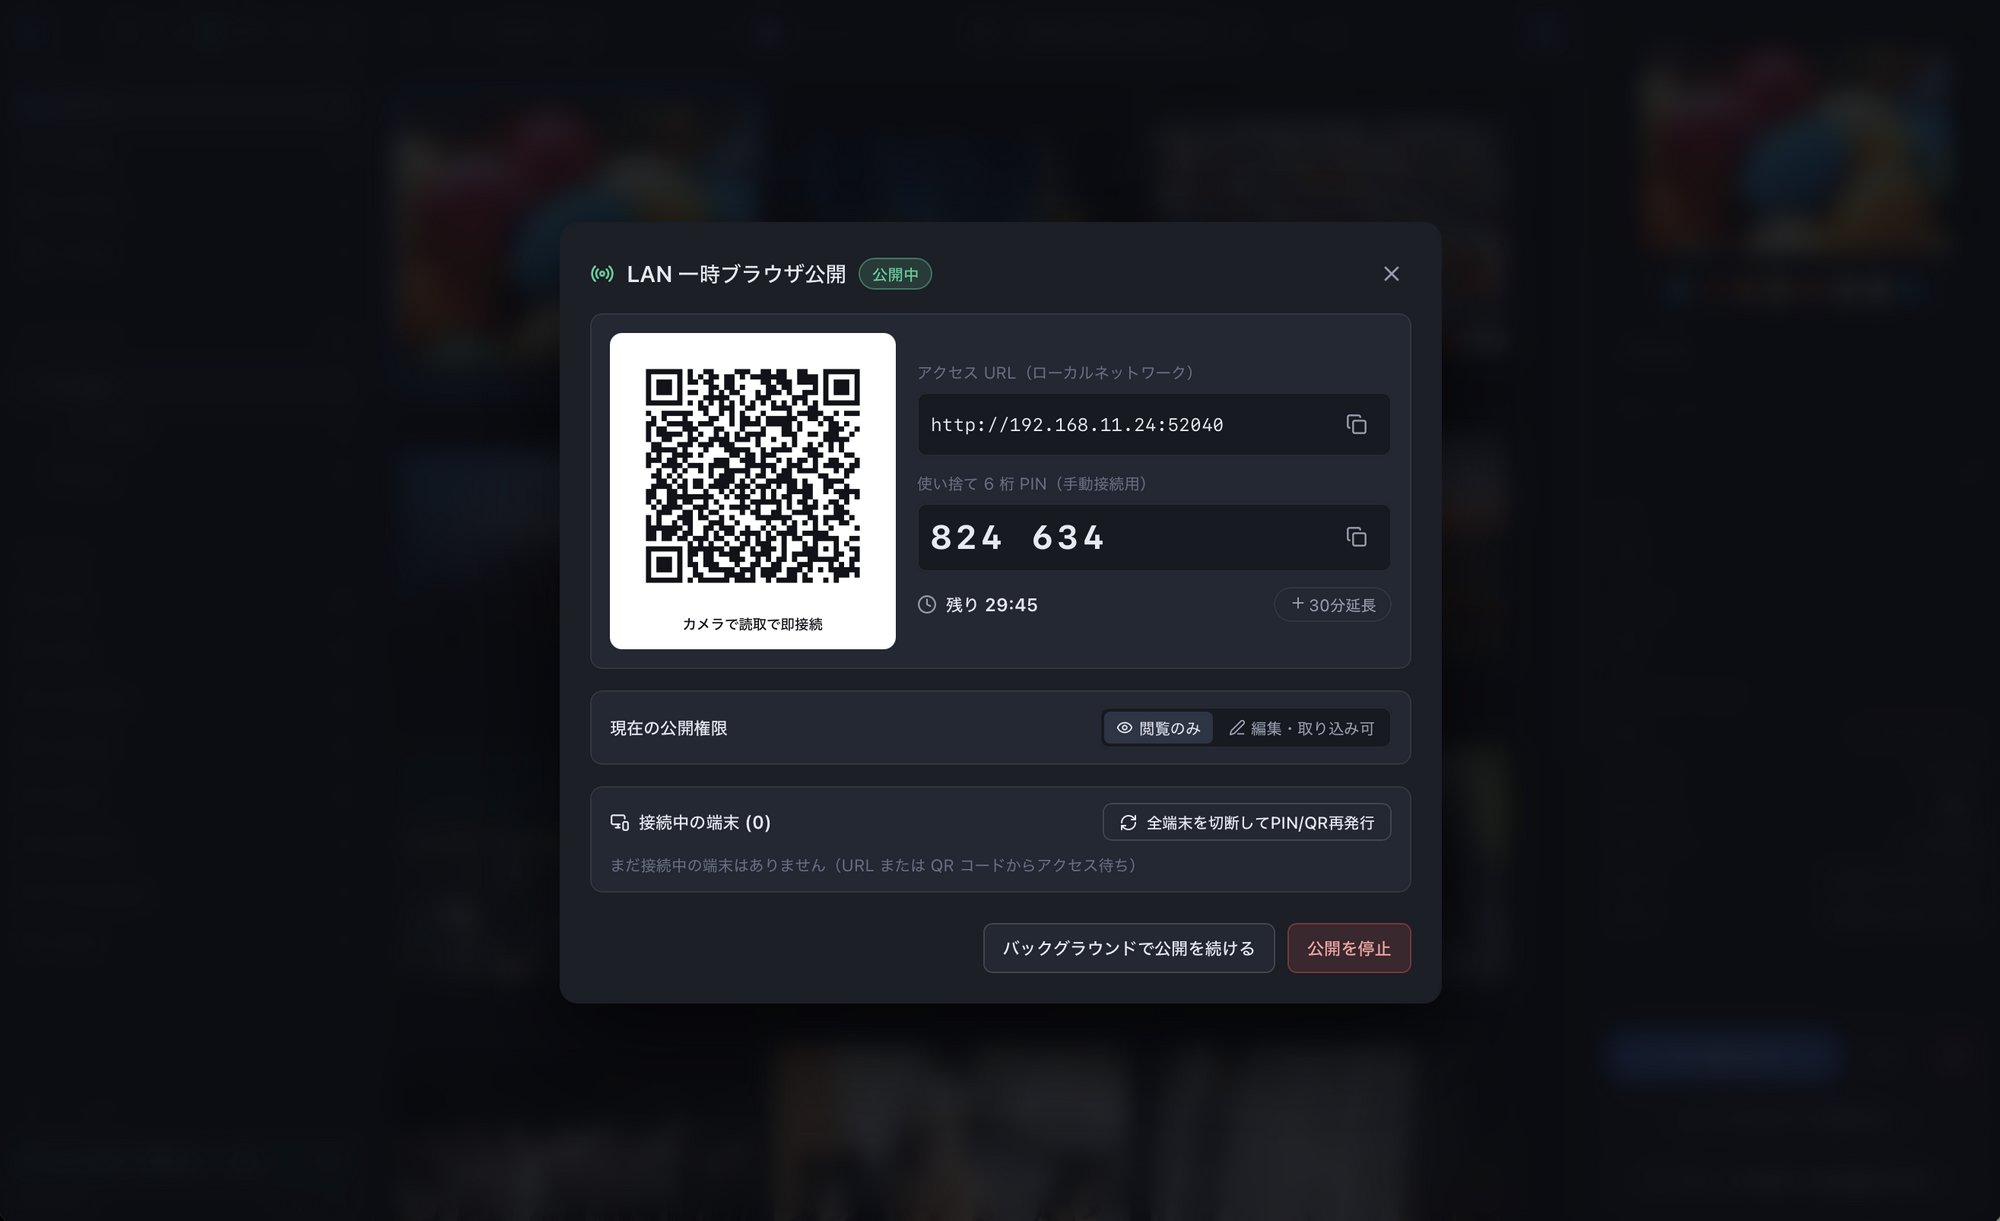 LAN 一時ブラウザ公開
公開中
カメラで読取で即接続
アクセス URL（ローカルネットワーク）
http://192.168.11.24:52040
使い捨て 6 桁 PIN（手動接続用）
824 634
残り 29:45
+ 30分延長
現在の公開権限
閲覧のみ
編集・取り込み可
接続中の端末 (0)
全端末を切断してPIN/QR再発行
まだ接続中の端末はありません（URL または QR コードからアクセス待ち）
バックグラウンドで公開を続ける
公開を停止